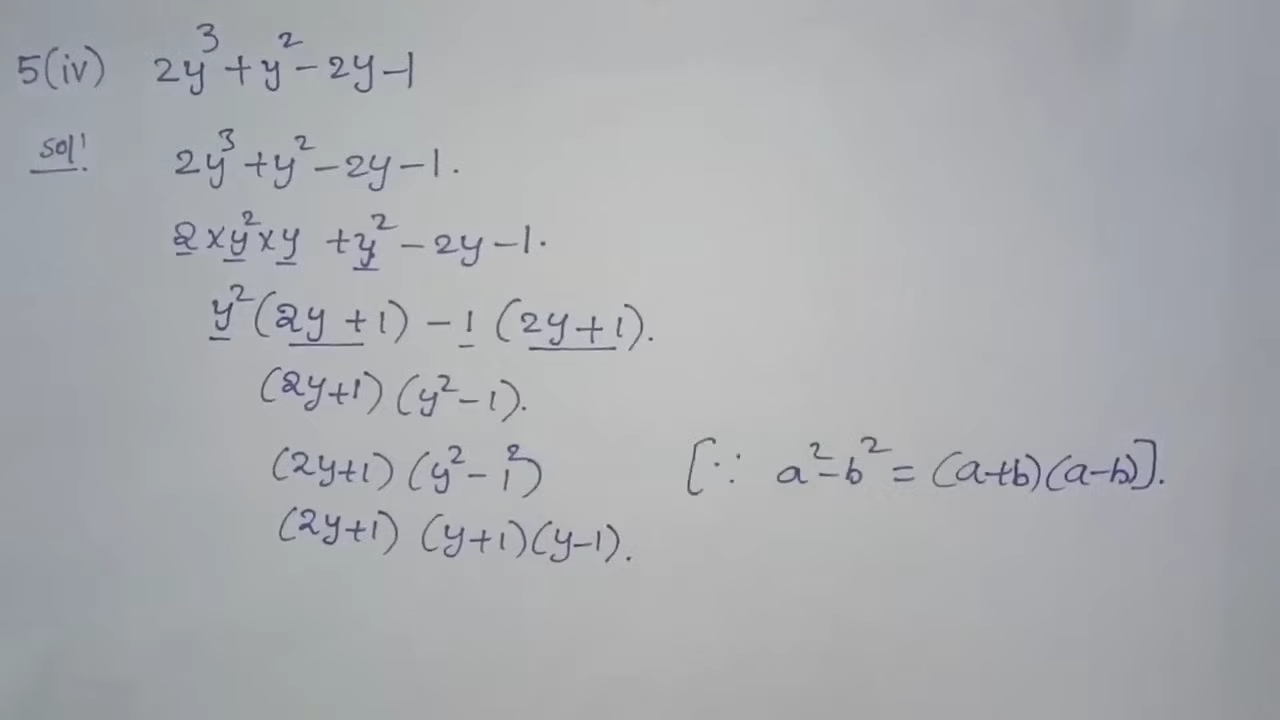 5(iv) 2y³ + y² - 2y - 1
Sol!
2y³ + y² - 2y - 1.
2 × y² × y + y² - 2y - 1.
y² (2y + 1) - 1 (2y + 1).
(2y+1) (y² - 1).
(2y+1) (y² - 1²) [∵ a² - b² = (a+b)(a-b)].
(2y+1) (y+1)(y-1).